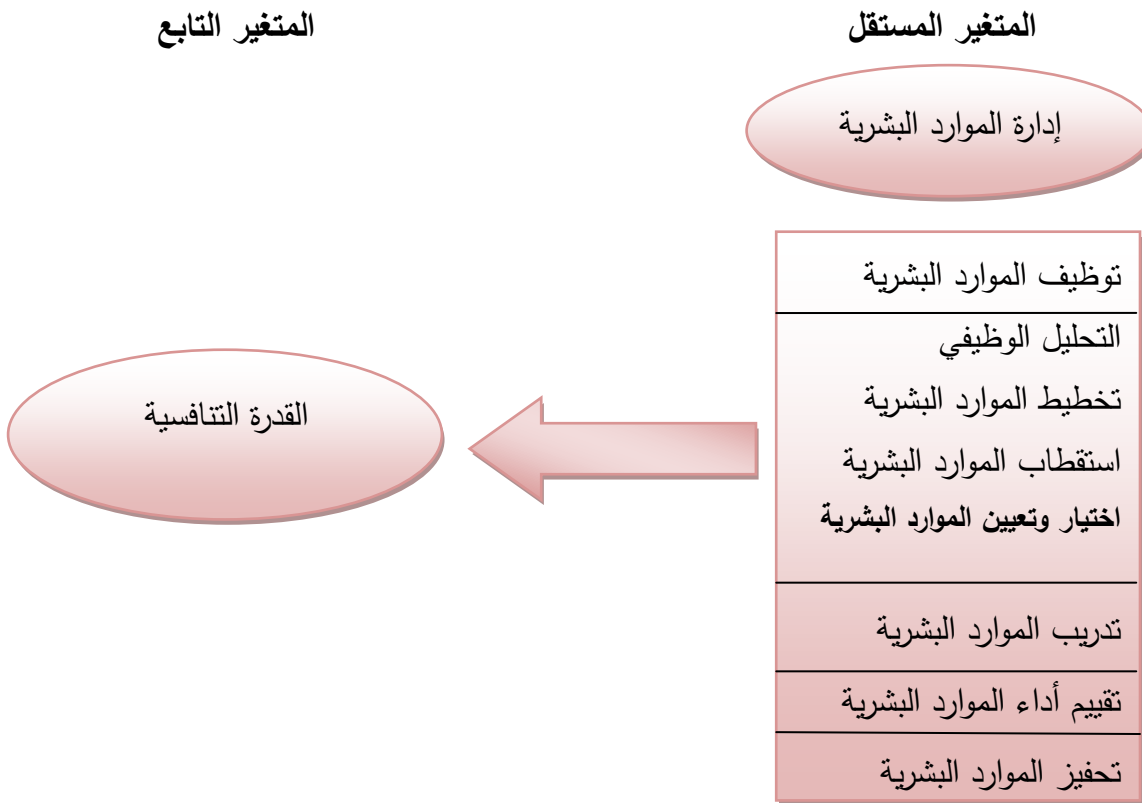 المتغير المستقل
المتغير التابع
إدارة الموارد البشرية
توظيف الموارد البشرية
التحليل الوظيفي
تخطيط الموارد البشرية
استقطاب الموارد البشرية
اختيار وتعيين الموارد البشرية
تدريب الموارد البشرية
تقييم أداء الموارد البشرية
تحفيز الموارد البشرية
القدرة التنافسية